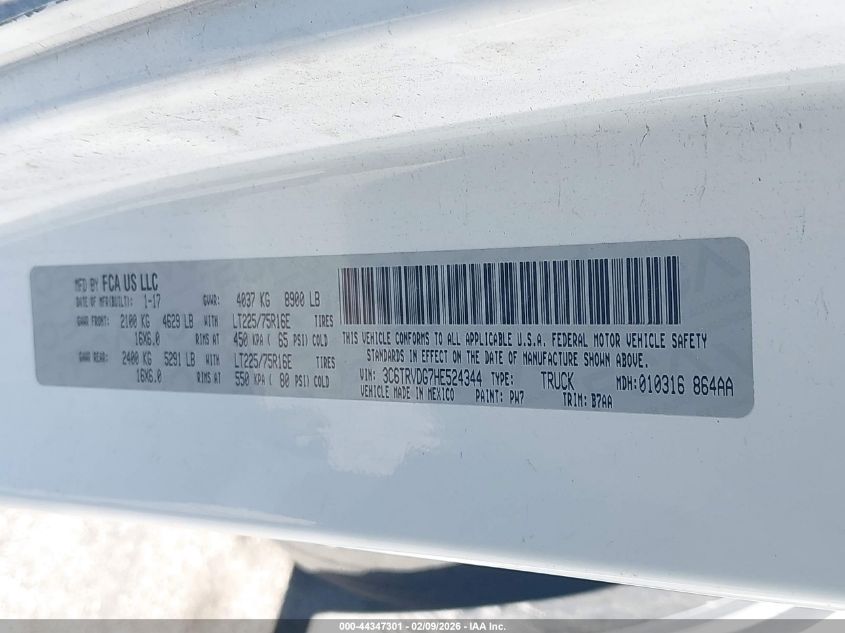 MFD BY FCA US LLC
DATE OF MFR(BUILT): 1-17 GVWR: 4037 KG 8900 LB
GAWR FRONT: 2100 KG 4629 LB WITH LT225/75R16E TIRES
16X6.0 RIMS AT 450 KPA ( 65 PSI) COLD
GAWR REAR: 2400 KG 5291 LB WITH LT225/75R16E TIRES
16X6.0 RIMS AT 550 KPA ( 80 PSI) COLD
THIS VEHICLE CONFORMS TO ALL APPLICABLE U.S.A. FEDERAL MOTOR VEHICLE SAFETY
STANDARDS IN EFFECT ON THE DATE OF MANUFACTURE SHOWN ABOVE.
VIN: 3C6TRVDG7HE524344 TYPE: TRUCK MDH:010316 864AA
VEHICLE MADE IN MEXICO PAINT: PW7 TRIM: B7AA
000-44347301 - 02/09/2026 - IAA Inc.